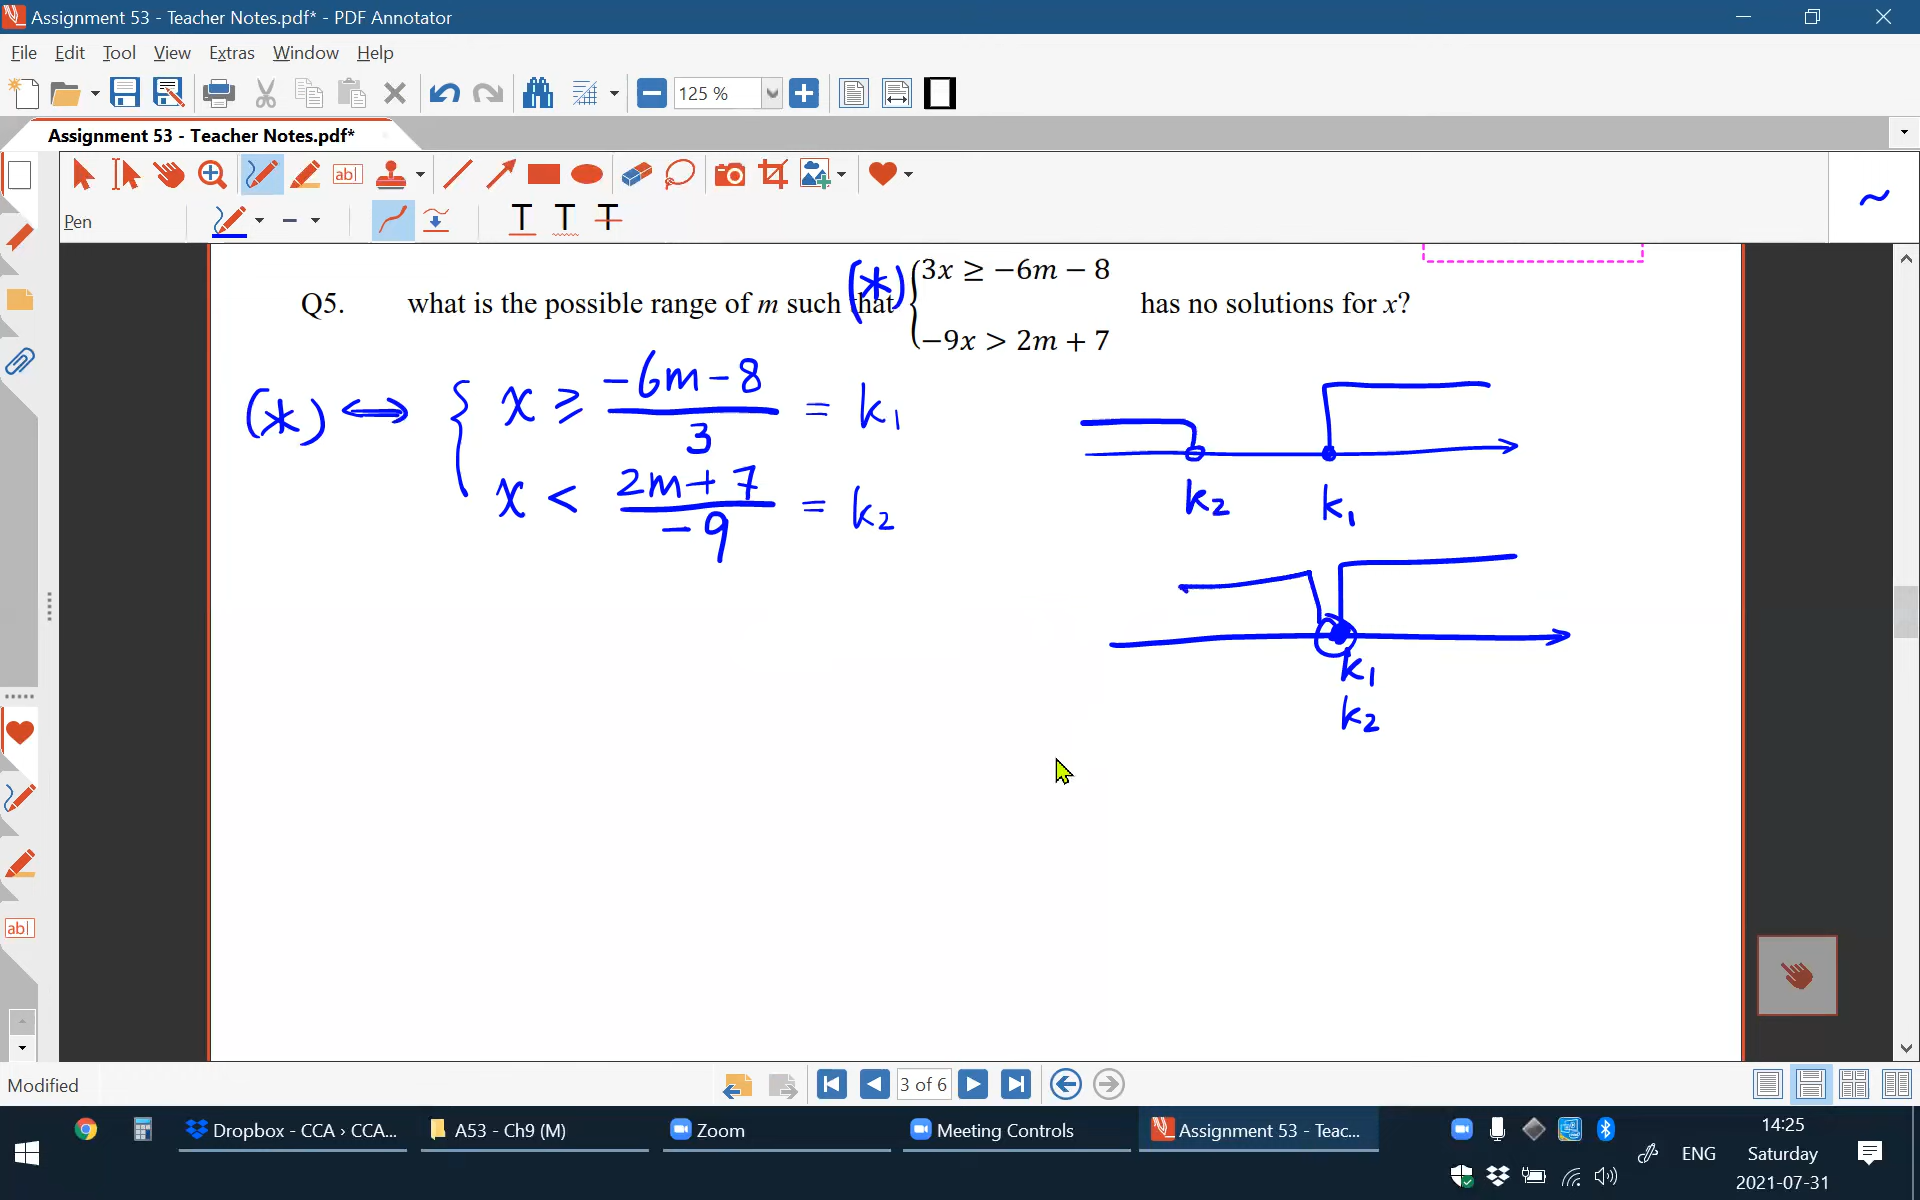 Assignment 53 - Teacher Notes.pdf* - PDF Annotator
File Edit Tool View Extras Window Help
125 %
Assignment 53 - Teacher Notes.pdf*
ab|
Pen
T T T
~
Q5. what is the possible range of m such that (*) { 3x ≥ −6m − 8
−9x > 2m + 7 has no solutions for x?
(*) ↔ { x ≥ (-6m-8)/3 = k₁
x < (2m+7)/-9 = k₂
k₂ k₁
k₁
k₂
ab|
Modified
3 of 6
Dropbox - CCA › CCA... A53 - Ch9 (M) Zoom Meeting Controls Assignment 53 - Teac...
14:25
ENG Saturday
2021-07-31